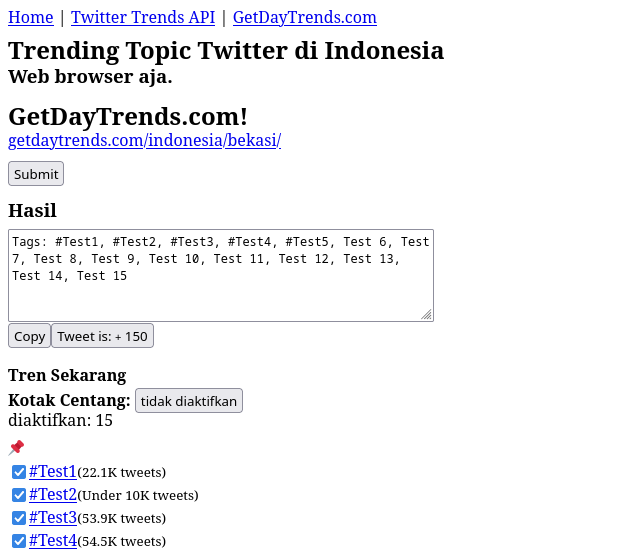 Home | Twitter Trends API | GetDayTrends.com
Trending Topic Twitter di Indonesia
Web browser aja.
GetDayTrends.com!
getdaytrends.com/indonesia/bekasi/
Submit
Hasil
Tags: #Test1, #Test2, #Test3, #Test4, #Test5, Test 6, Test
7, Test 8, Test 9, Test 10, Test 11, Test 12, Test 13,
Test 14, Test 15
Copy Tweet is: + 150
Tren Sekarang
Kotak Centang: tidak diaktifkan
diaktifkan: 15
#Test1(22.1K tweets)
#Test2(Under 10K tweets)
#Test3(53.9K tweets)
#Test4(54.5K tweets)